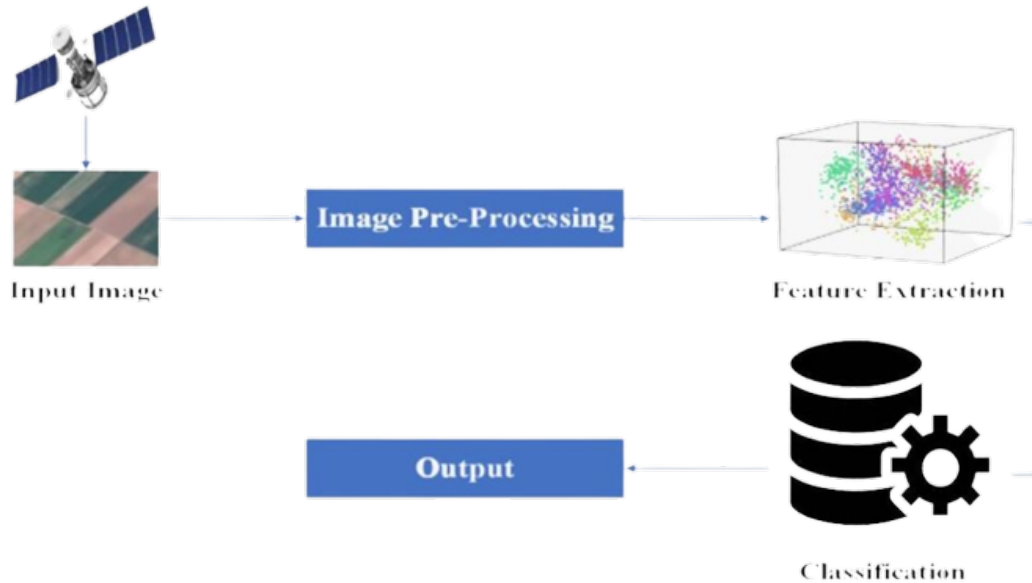 Image Pre-Processing
Input Image
Feature Extraction
Output
Classification